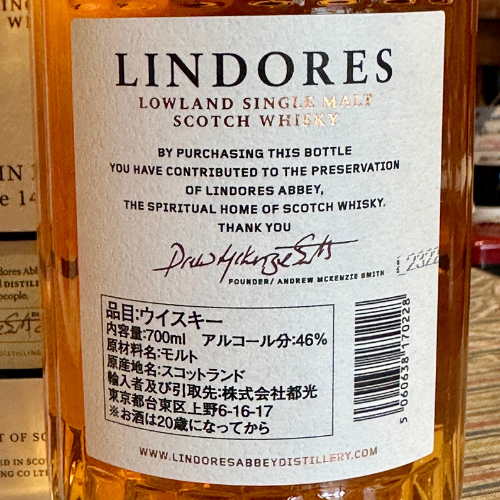 LINDORES
LOWLAND SINGLE MALT
SCOTCH WHISKY
BY PURCHASING THIS BOTTLE
YOU HAVE CONTRIBUTED TO THE PRESERVATION
OF LINDORES ABBEY,
THE SPIRITUAL HOME OF SCOTCH WHISKY.
THANK YOU
FOUNDER/ ANDREW MCKENZIE SMITH
品目:ウイスキー
内容量:700ml アルコール分:46%
原材料名:モルト
原産地名:スコットランド
輸入者及び引取先:株式会社都光
東京都台東区上野6-16-17
※お酒は20歳になってから
5 060638 170228
WWW.LINDORESABBEYDISTILLERY.COM